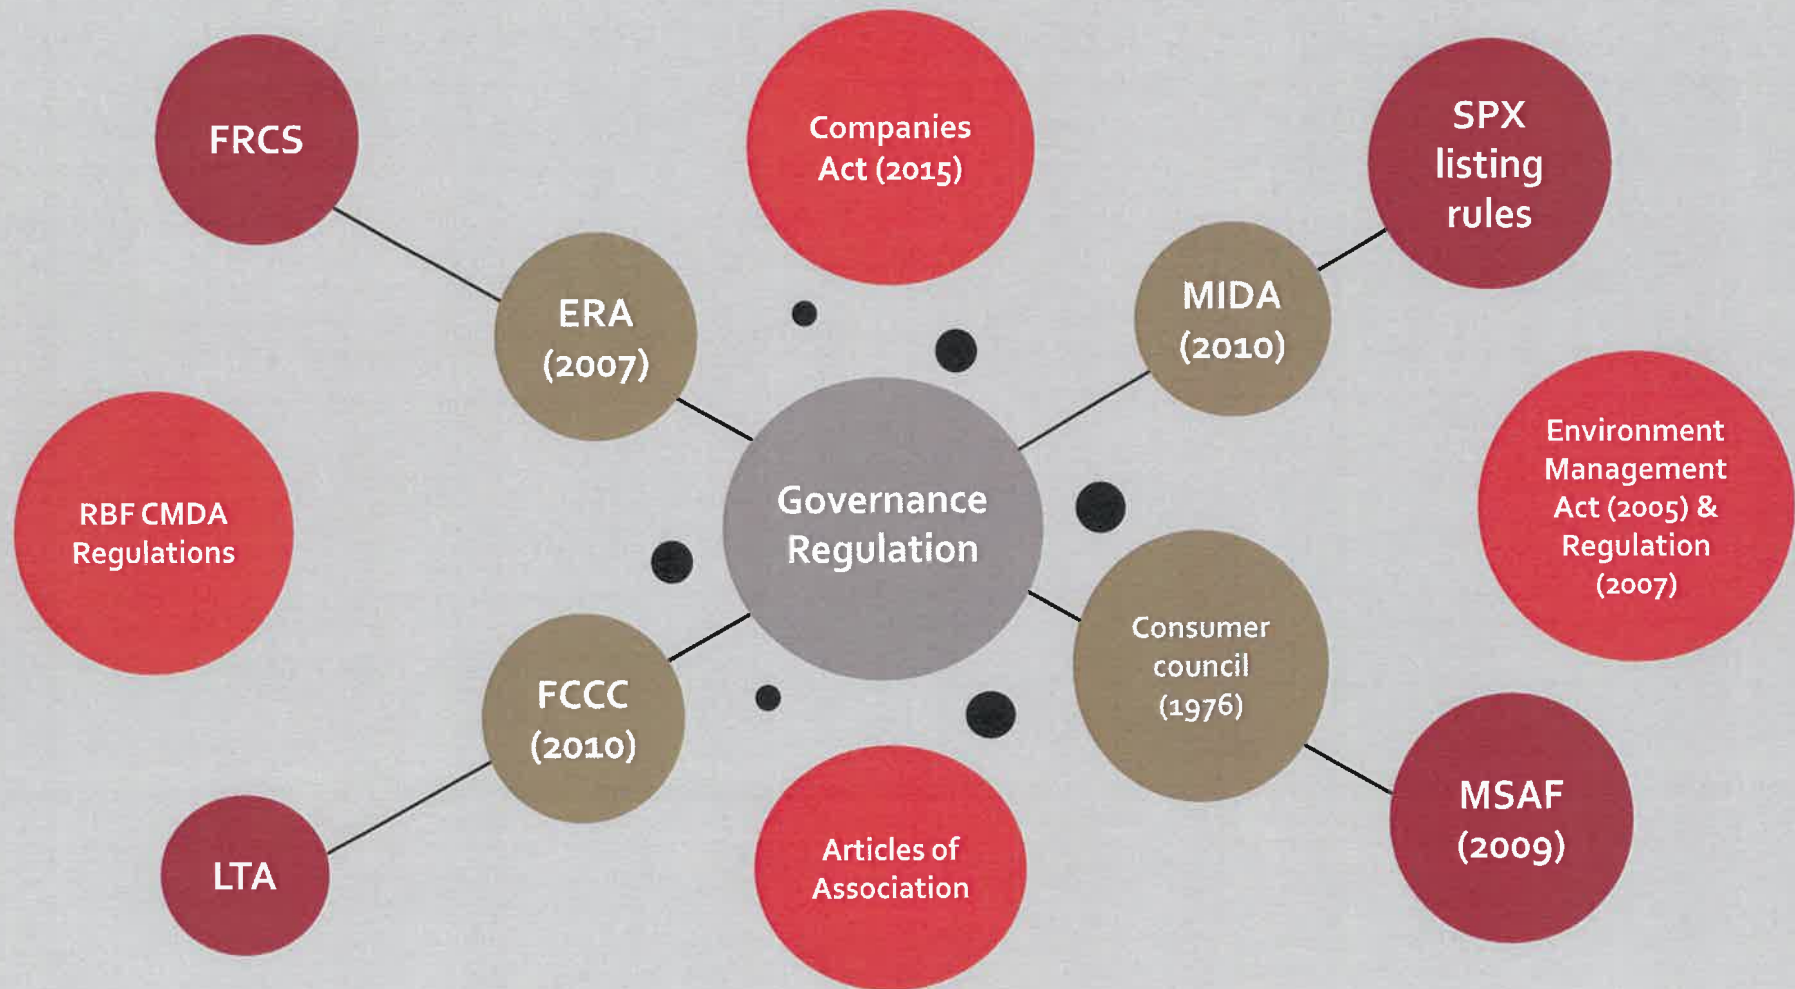 FRCS
Companies
Act (2015)
SPX
listing
rules
ERA
(2007)
MIDA
(2010)
RBF CMDA
Regulations
Governance
Regulation
Environment
Management
Act (2005) &
Regulation
(2007)
FCCC
(2010)
Consumer
council
(1976)
LTA
Articles of
Association
MSAF
(2009)